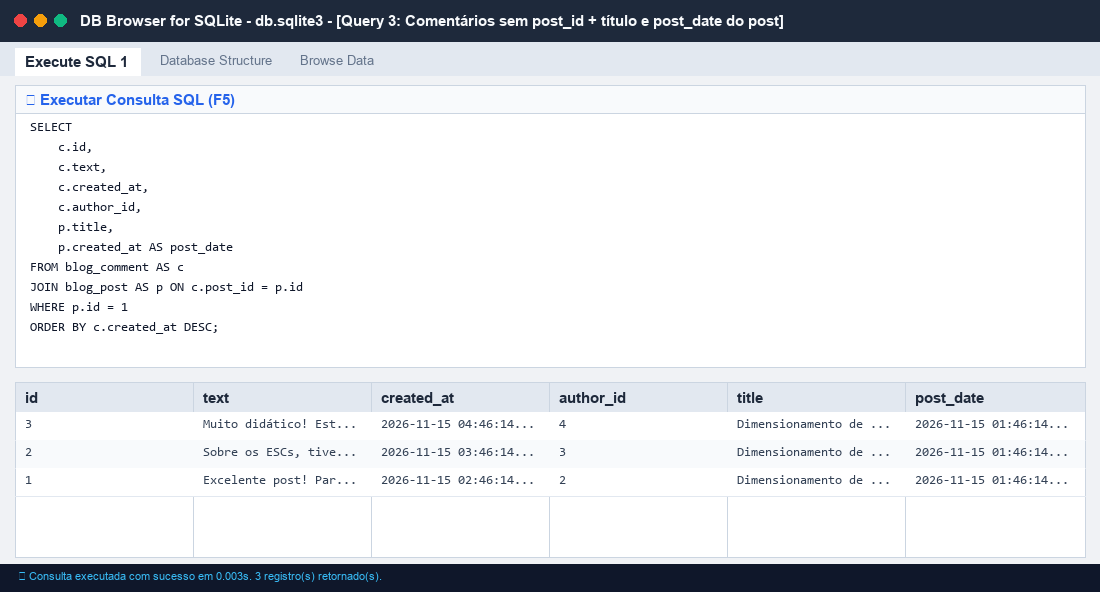 DB Browser for SQLite - db.sqlite3 - [Query 3: Comentários sem post_id + título e post_date do post]
Execute SQL 1 Database Structure Browse Data
Executar Consulta SQL (F5)
SELECT
    c.id,
    c.text,
    c.created_at,
    c.author_id,
    p.title,
    p.created_at AS post_date
FROM blog_comment AS c
JOIN blog_post AS p ON c.post_id = p.id
WHERE p.id = 1
ORDER BY c.created_at DESC;
id text created_at author_id title post_date
3 Muito didático! Est... 2026-11-15 04:46:14... 4 Dimensionamento de ... 2026-11-15 01:46:14...
2 Sobre os ESCs, tive... 2026-11-15 03:46:14... 3 Dimensionamento de ... 2026-11-15 01:46:14...
1 Excelente post! Par... 2026-11-15 02:46:14... 2 Dimensionamento de ... 2026-11-15 01:46:14...
Consulta executada com sucesso em 0.003s. 3 registro(s) retornado(s).